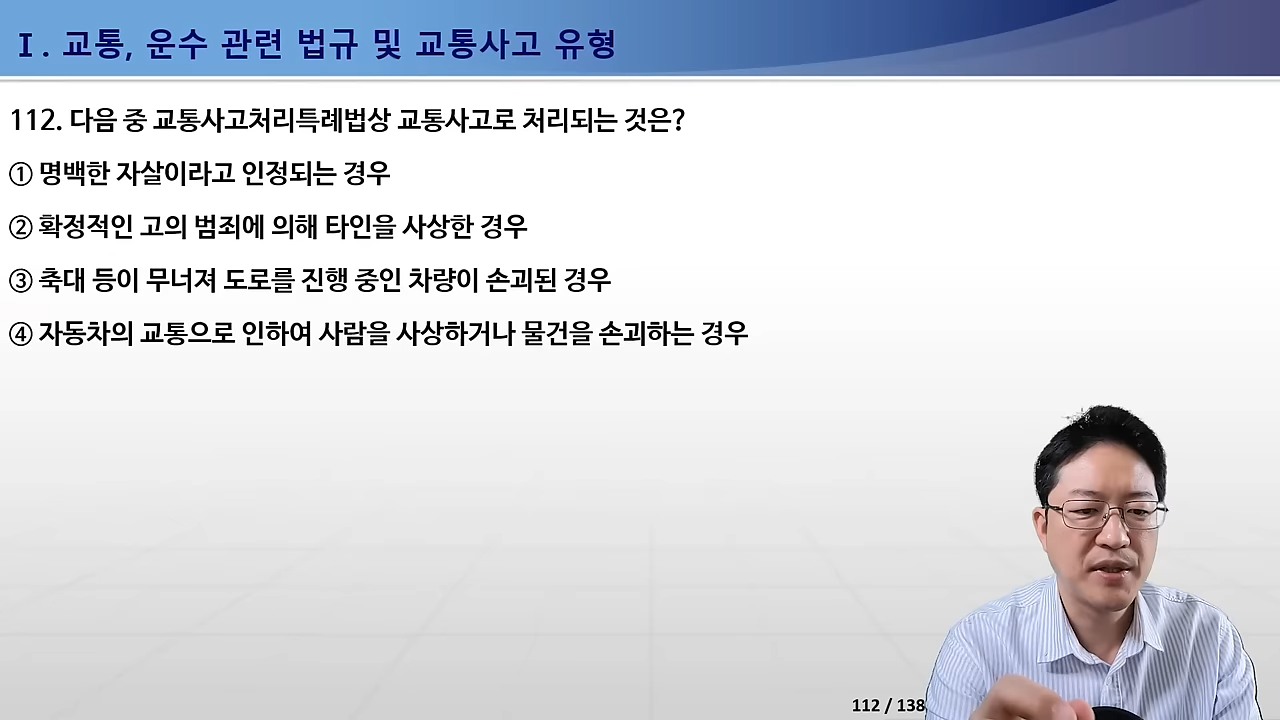 Ⅰ. 교통, 운수 관련 법규 및 교통사고 유형
112. 다음 중 교통사고처리특례법상 교통사고로 처리되는 것은?
① 명백한 자살이라고 인정되는 경우
② 확정적인 고의 범죄에 의해 타인을 사상한 경우
③ 축대 등이 무너져 도로를 진행 중인 차량이 손괴된 경우
④ 자동차의 교통으로 인하여 사람을 사상하거나 물건을 손괴하는 경우
112 / 138